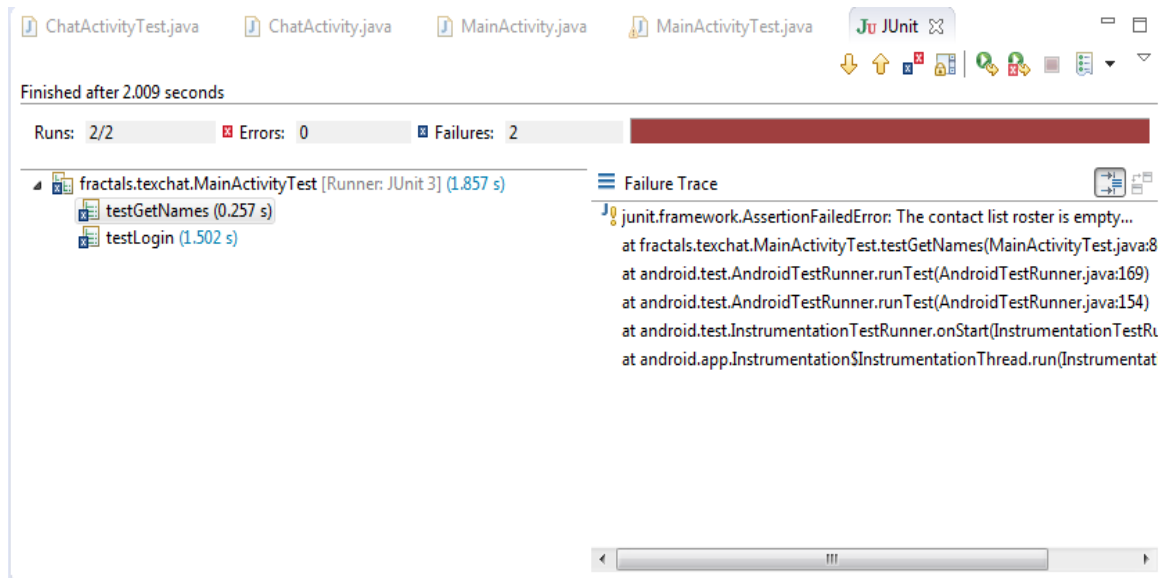 ChatActivityTest.java ChatActivity.java MainActivity.java MainActivityTest.java JU JUnit
Finished after 2.009 seconds
Runs: 2/2 Errors: 0 Failures: 2
fractals.texchat.MainActivityTest [Runner: JUnit 3] (1.857 s)
testGetNames (0.257 s)
testLogin (1.502 s)
Failure Trace
junit.framework.AssertionFailedError: The contact list roster is empty...
at fractals.texchat.MainActivityTest.testGetNames(MainActivityTest.java:8
at android.test.AndroidTestRunner.runTest(AndroidTestRunner.java:169)
at android.test.AndroidTestRunner.runTest(AndroidTestRunner.java:154)
at android.test.InstrumentationTestRunner.onStart(InstrumentationTestRu
at android.app.Instrumentation$InstrumentationThread.run(Instrumentat